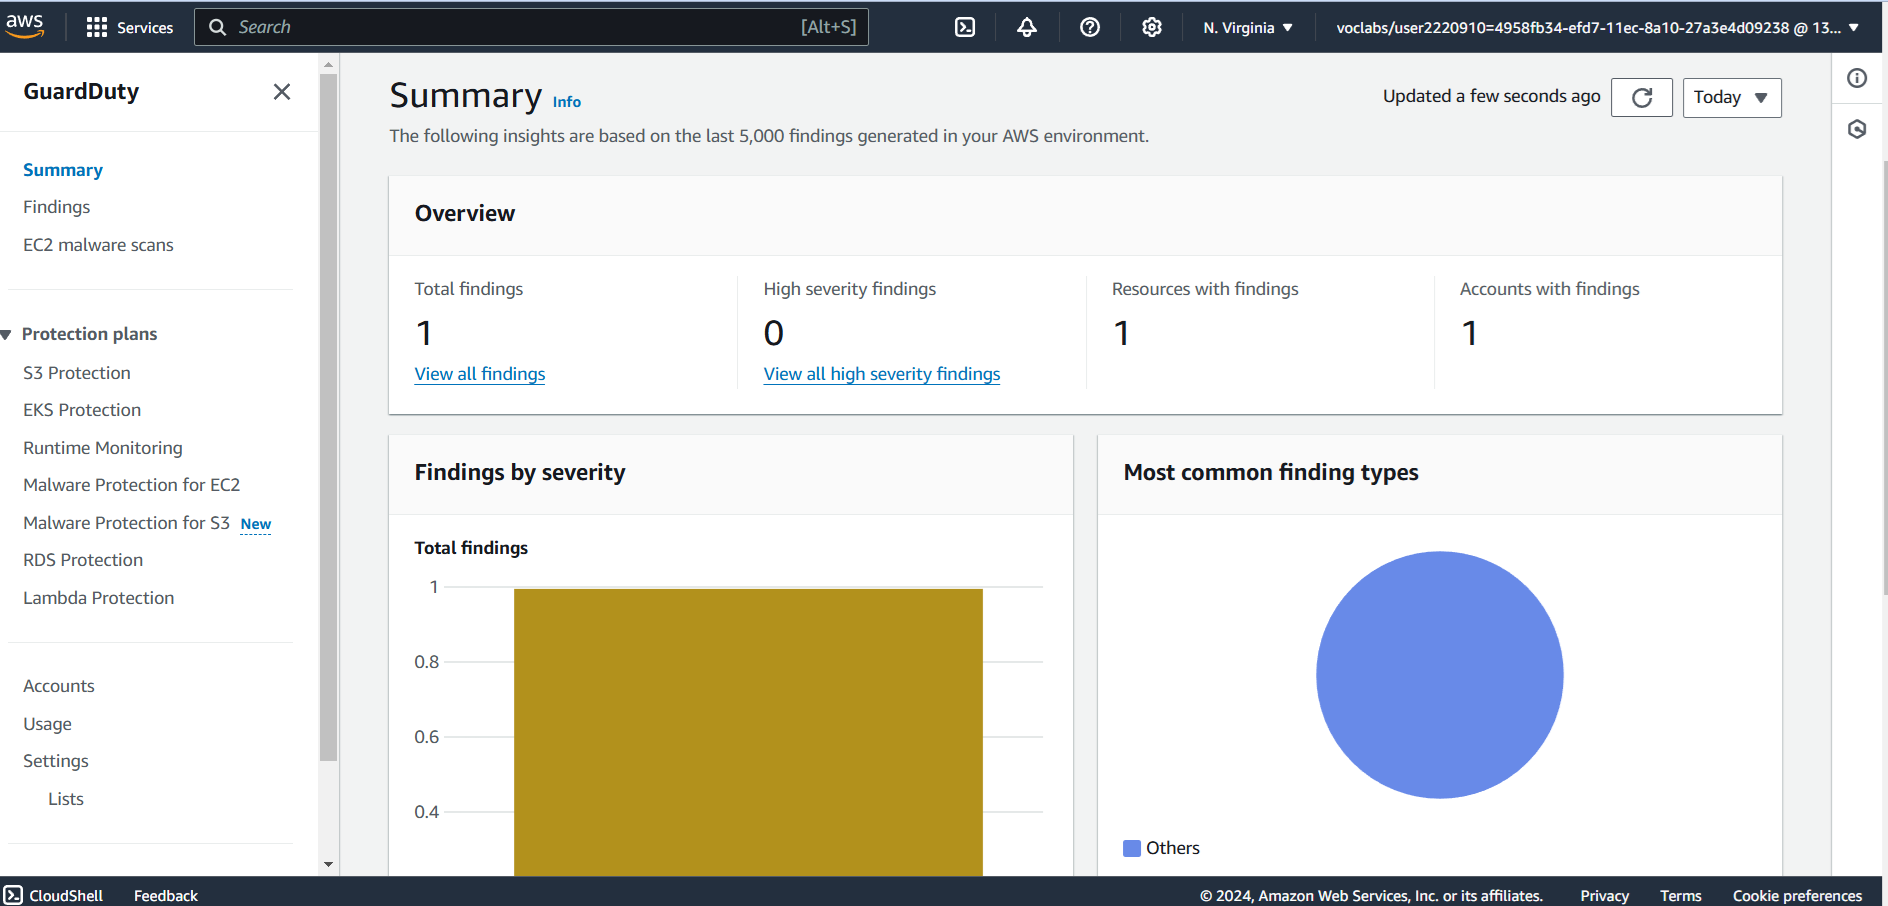 aws
Services
Search
[Alt+S]
N. Virginia
voclabs/user2220910=4958fb34-efd7-11ec-8a10-27a3e4d09238 @ 13...
GuardDuty
Summary
Findings
EC2 malware scans
Protection plans
S3 Protection
EKS Protection
Runtime Monitoring
Malware Protection for EC2
Malware Protection for S3 New
RDS Protection
Lambda Protection
Accounts
Usage
Settings
Lists
Summary Info
Updated a few seconds ago
Today
The following insights are based on the last 5,000 findings generated in your AWS environment.
Overview
Total findings
1
View all findings
High severity findings
0
View all high severity findings
Resources with findings
1
Accounts with findings
1
Findings by severity
Total findings
1
0.8
0.6
0.4
Most common finding types
Others
CloudShell
Feedback
© 2024, Amazon Web Services, Inc. or its affiliates.
Privacy
Terms
Cookie preferences